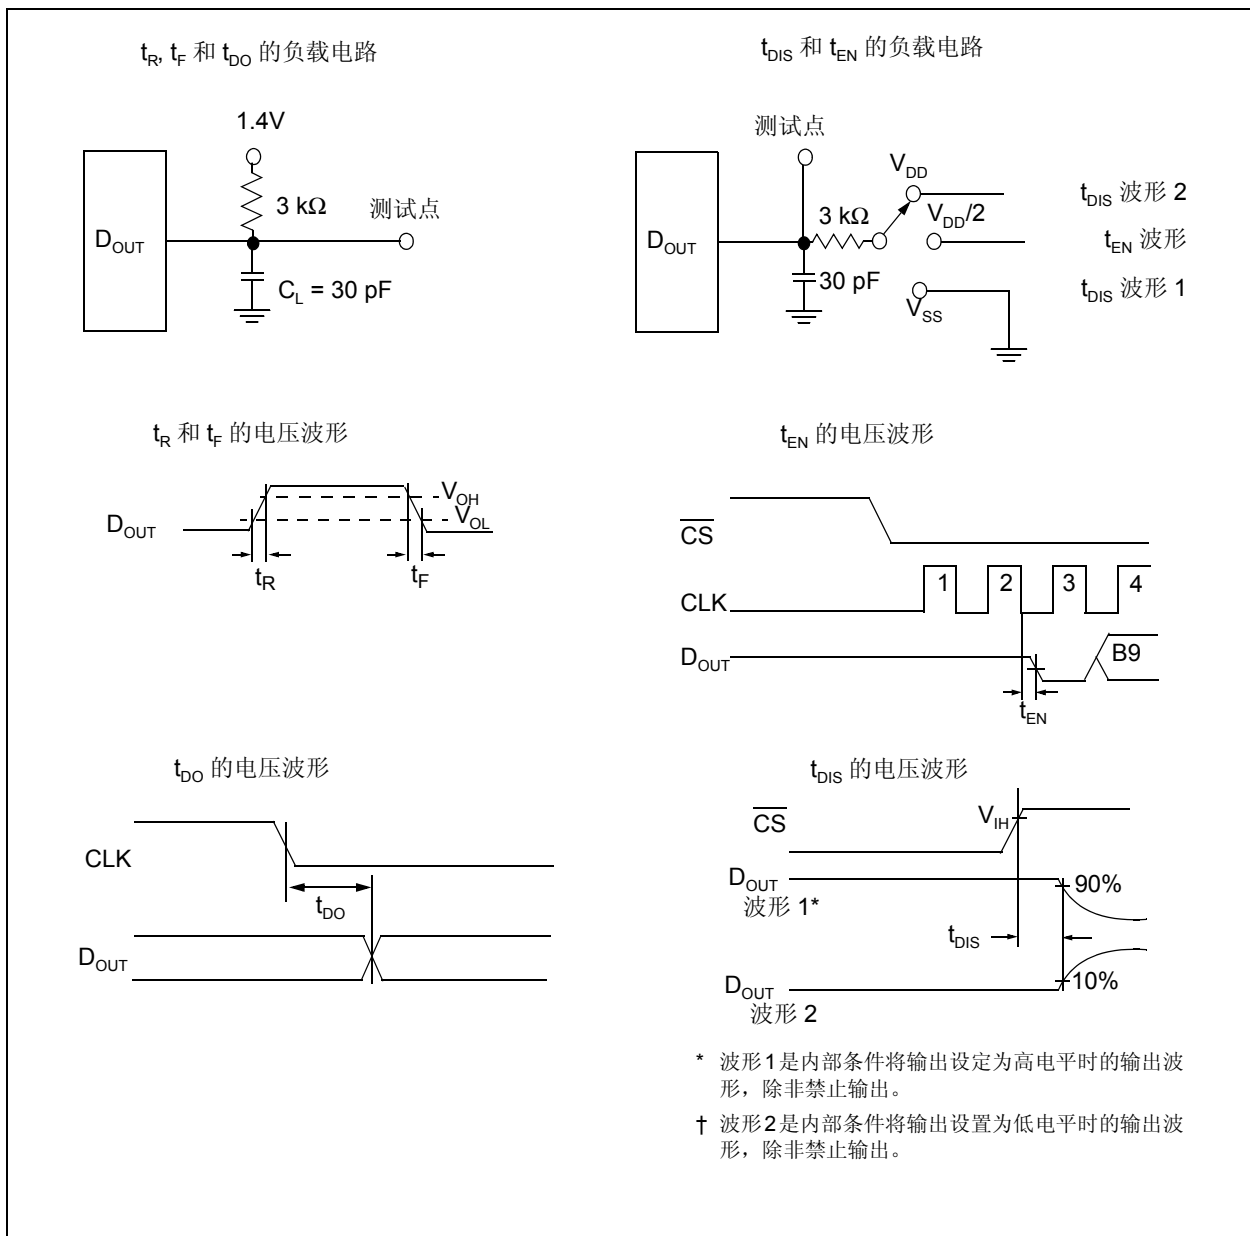 tR, tF 和 tDO 的负载电路
1.4V
3 kΩ
测试点
DOUT
CL = 30 pF
tDIS 和 tEN 的负载电路
测试点
VDD
tDIS 波形 2
3 kΩ
VDD/2
DOUT
tEN 波形
30 pF
tDIS 波形 1
VSS
tR 和 tF 的电压波形
VOH
VOL
DOUT
tR
tF
tEN 的电压波形
CS
1 2 3 4
CLK
DOUT
B9
tEN
tDO 的电压波形
CLK
tDO
DOUT
tDIS 的电压波形
VIH
CS
DOUT
波形 1*
90%
tDIS
DOUT
波形 2
10%
* 波形1是内部条件将输出设定为高电平时的输出波
形，除非禁止输出。
† 波形2是内部条件将输出设置为低电平时的输出波
形，除非禁止输出。